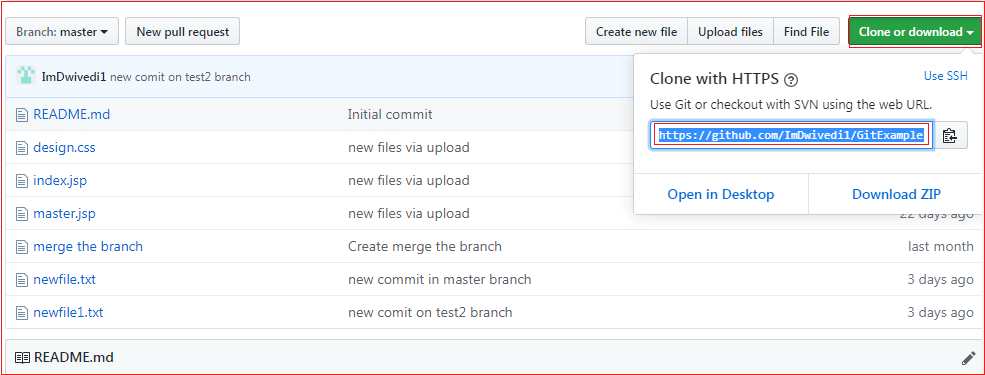 Branch: master New pull request Create new file Upload files Find File Clone or download
ImDwivedi1 new comit on test2 branch
Clone with HTTPS ? Use SSH
Use Git or checkout with SVN using the web URL.
https://github.com/ImDwivedi1/GitExample
Open in Desktop Download ZIP
README.md Initial commit
design.css new files via upload
index.jsp new files via upload
master.jsp new files via upload 22 days ago
merge the branch Create merge the branch last month
newfile.txt new commit in master branch 3 days ago
newfile1.txt new comit on test2 branch 3 days ago
README.md